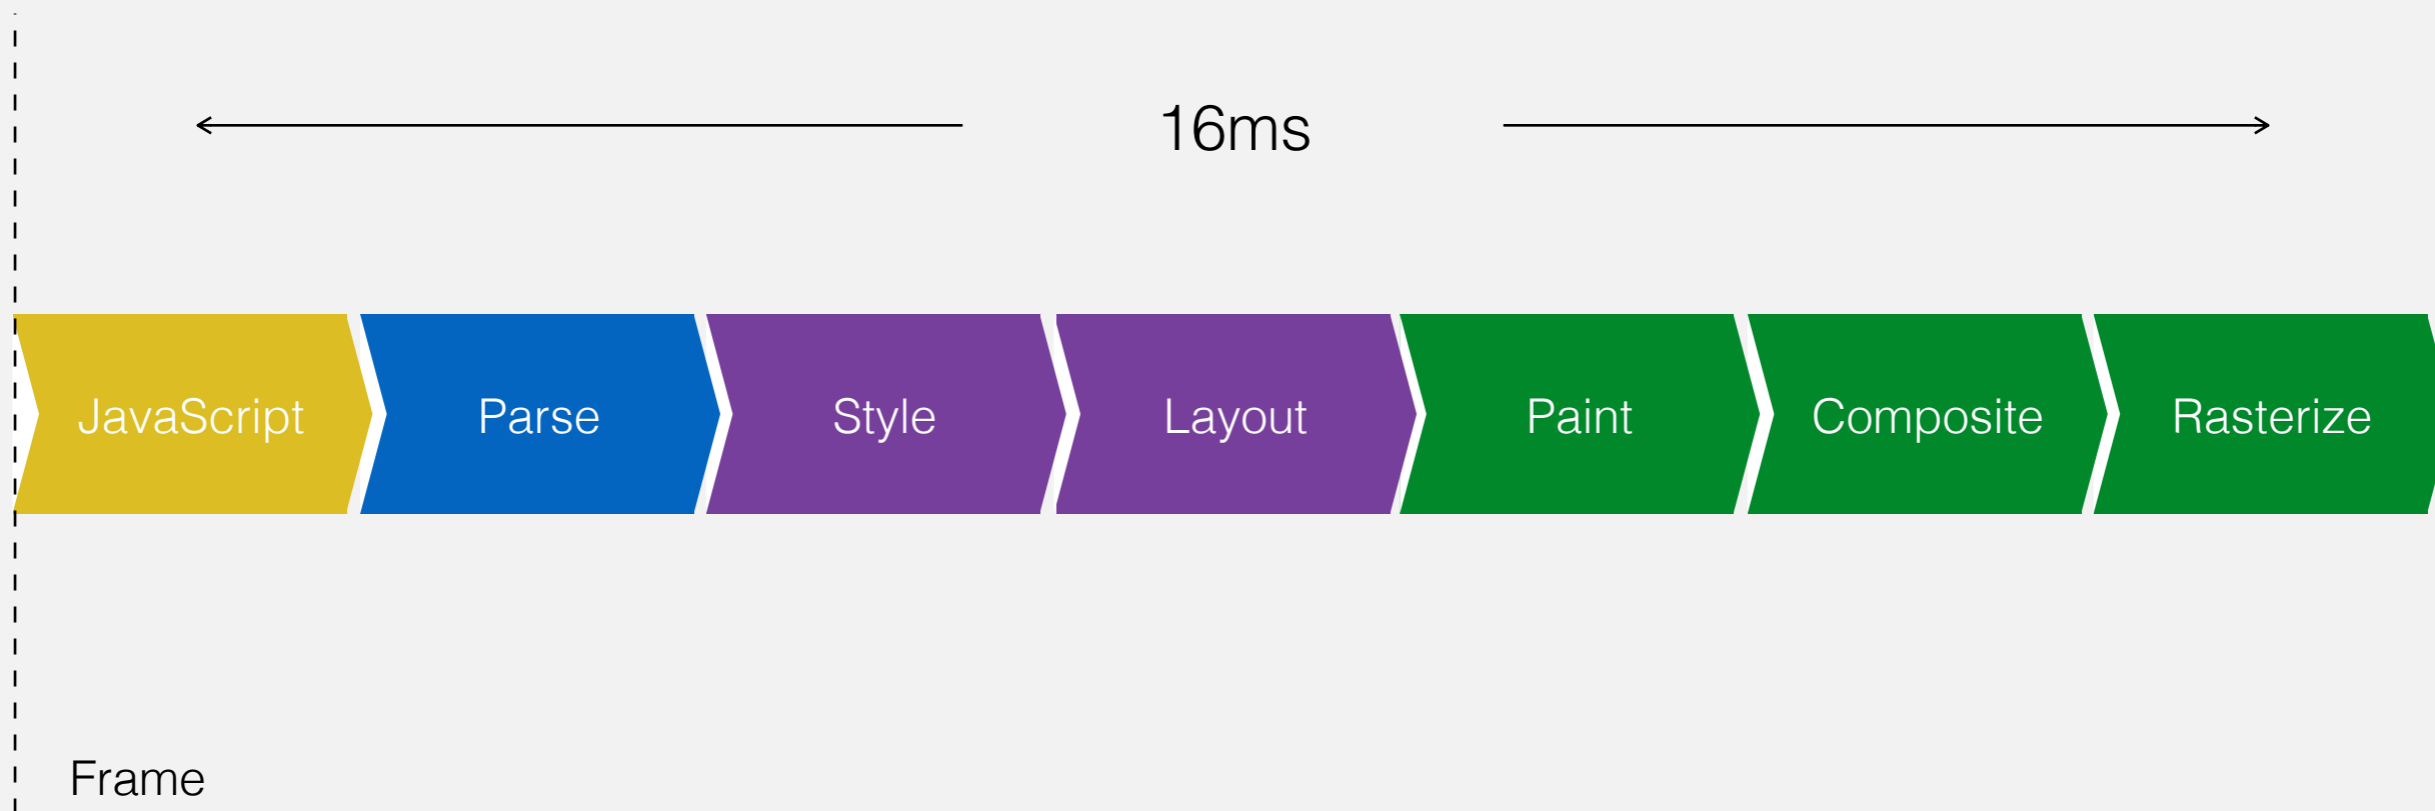 16ms
JavaScript
Parse
Style
Layout
Paint
Composite
Rasterize
Frame